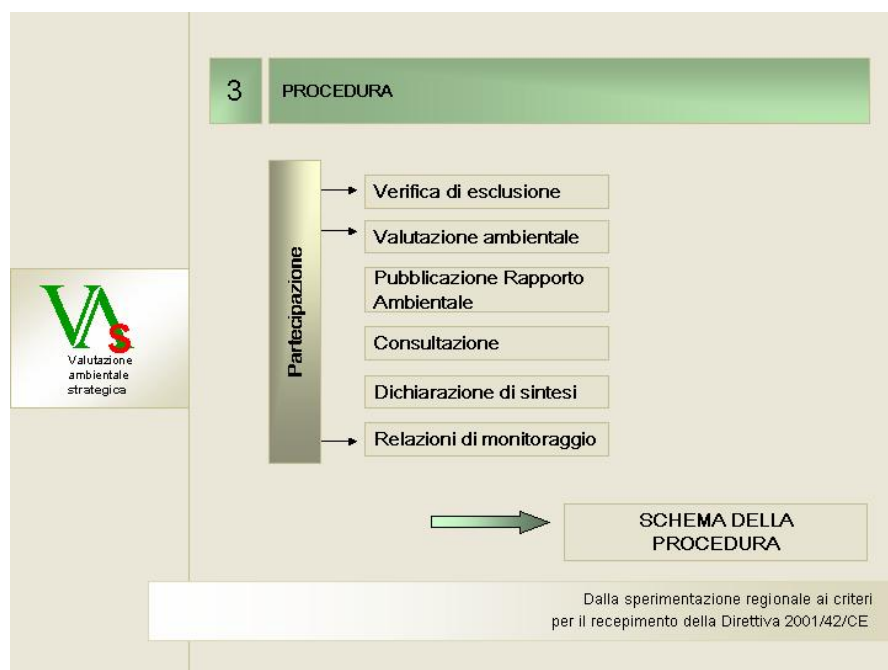 3
PROCEDURA
Partecipazione
Verifica di esclusione
Valutazione ambientale
Pubblicazione Rapporto
Ambientale
Consultazione
Dichiarazione di sintesi
Relazioni di monitoraggio
VAS
Valutazione
ambientale
strategica
SCHEMA DELLA
PROCEDURA
Dalla sperimentazione regionale ai criteri
per il recepimento della Direttiva 2001/42/CE